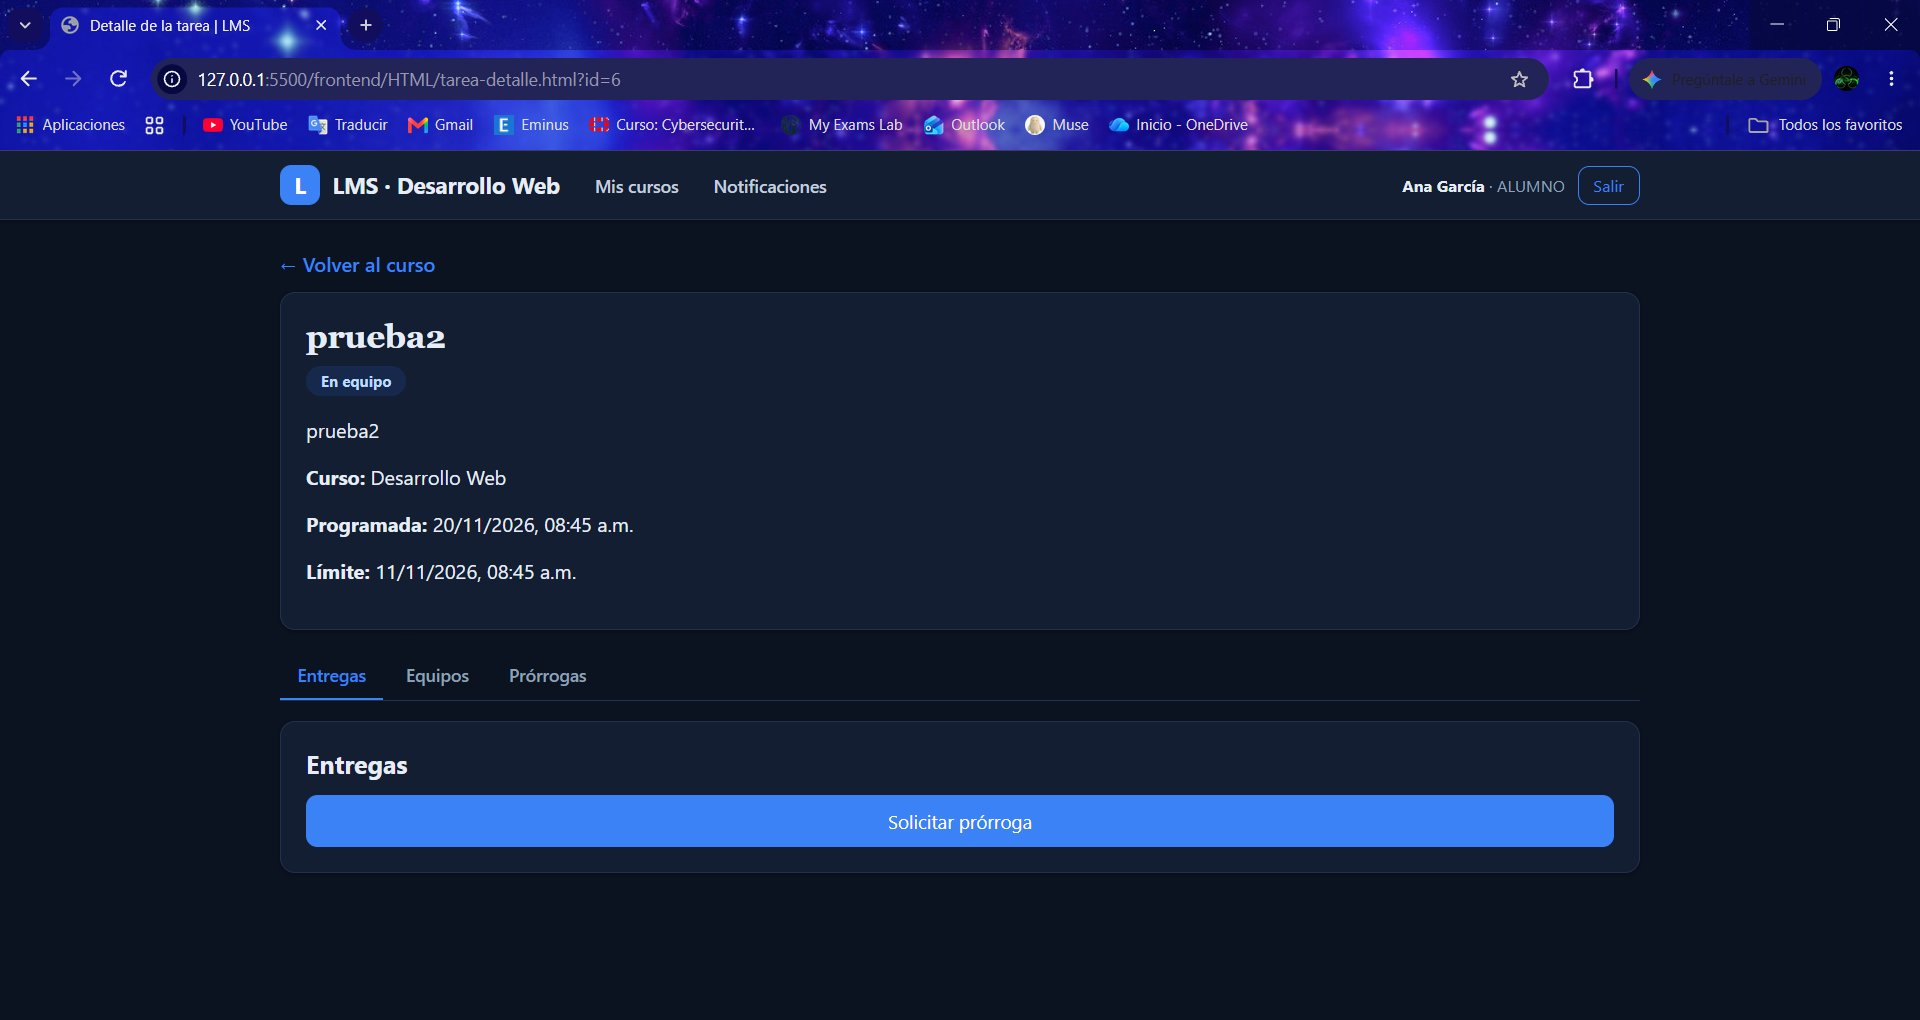 Detalle de la tarea | LMS
127.0.0.1:5500/frontend/HTML/tarea-detalle.html?id=6
Pregúntale a Gemini
Aplicaciones YouTube Traducir Gmail Eminus Curso: Cybersecurit... My Exams Lab Outlook Muse Inicio - OneDrive Todos los favoritos
L LMS · Desarrollo Web Mis cursos Notificaciones Ana García · ALUMNO Salir
← Volver al curso
prueba2
En equipo
prueba2
Curso: Desarrollo Web
Programada: 20/11/2026, 08:45 a.m.
Límite: 11/11/2026, 08:45 a.m.
Entregas Equipos Prórrogas
Entregas
Solicitar prórroga